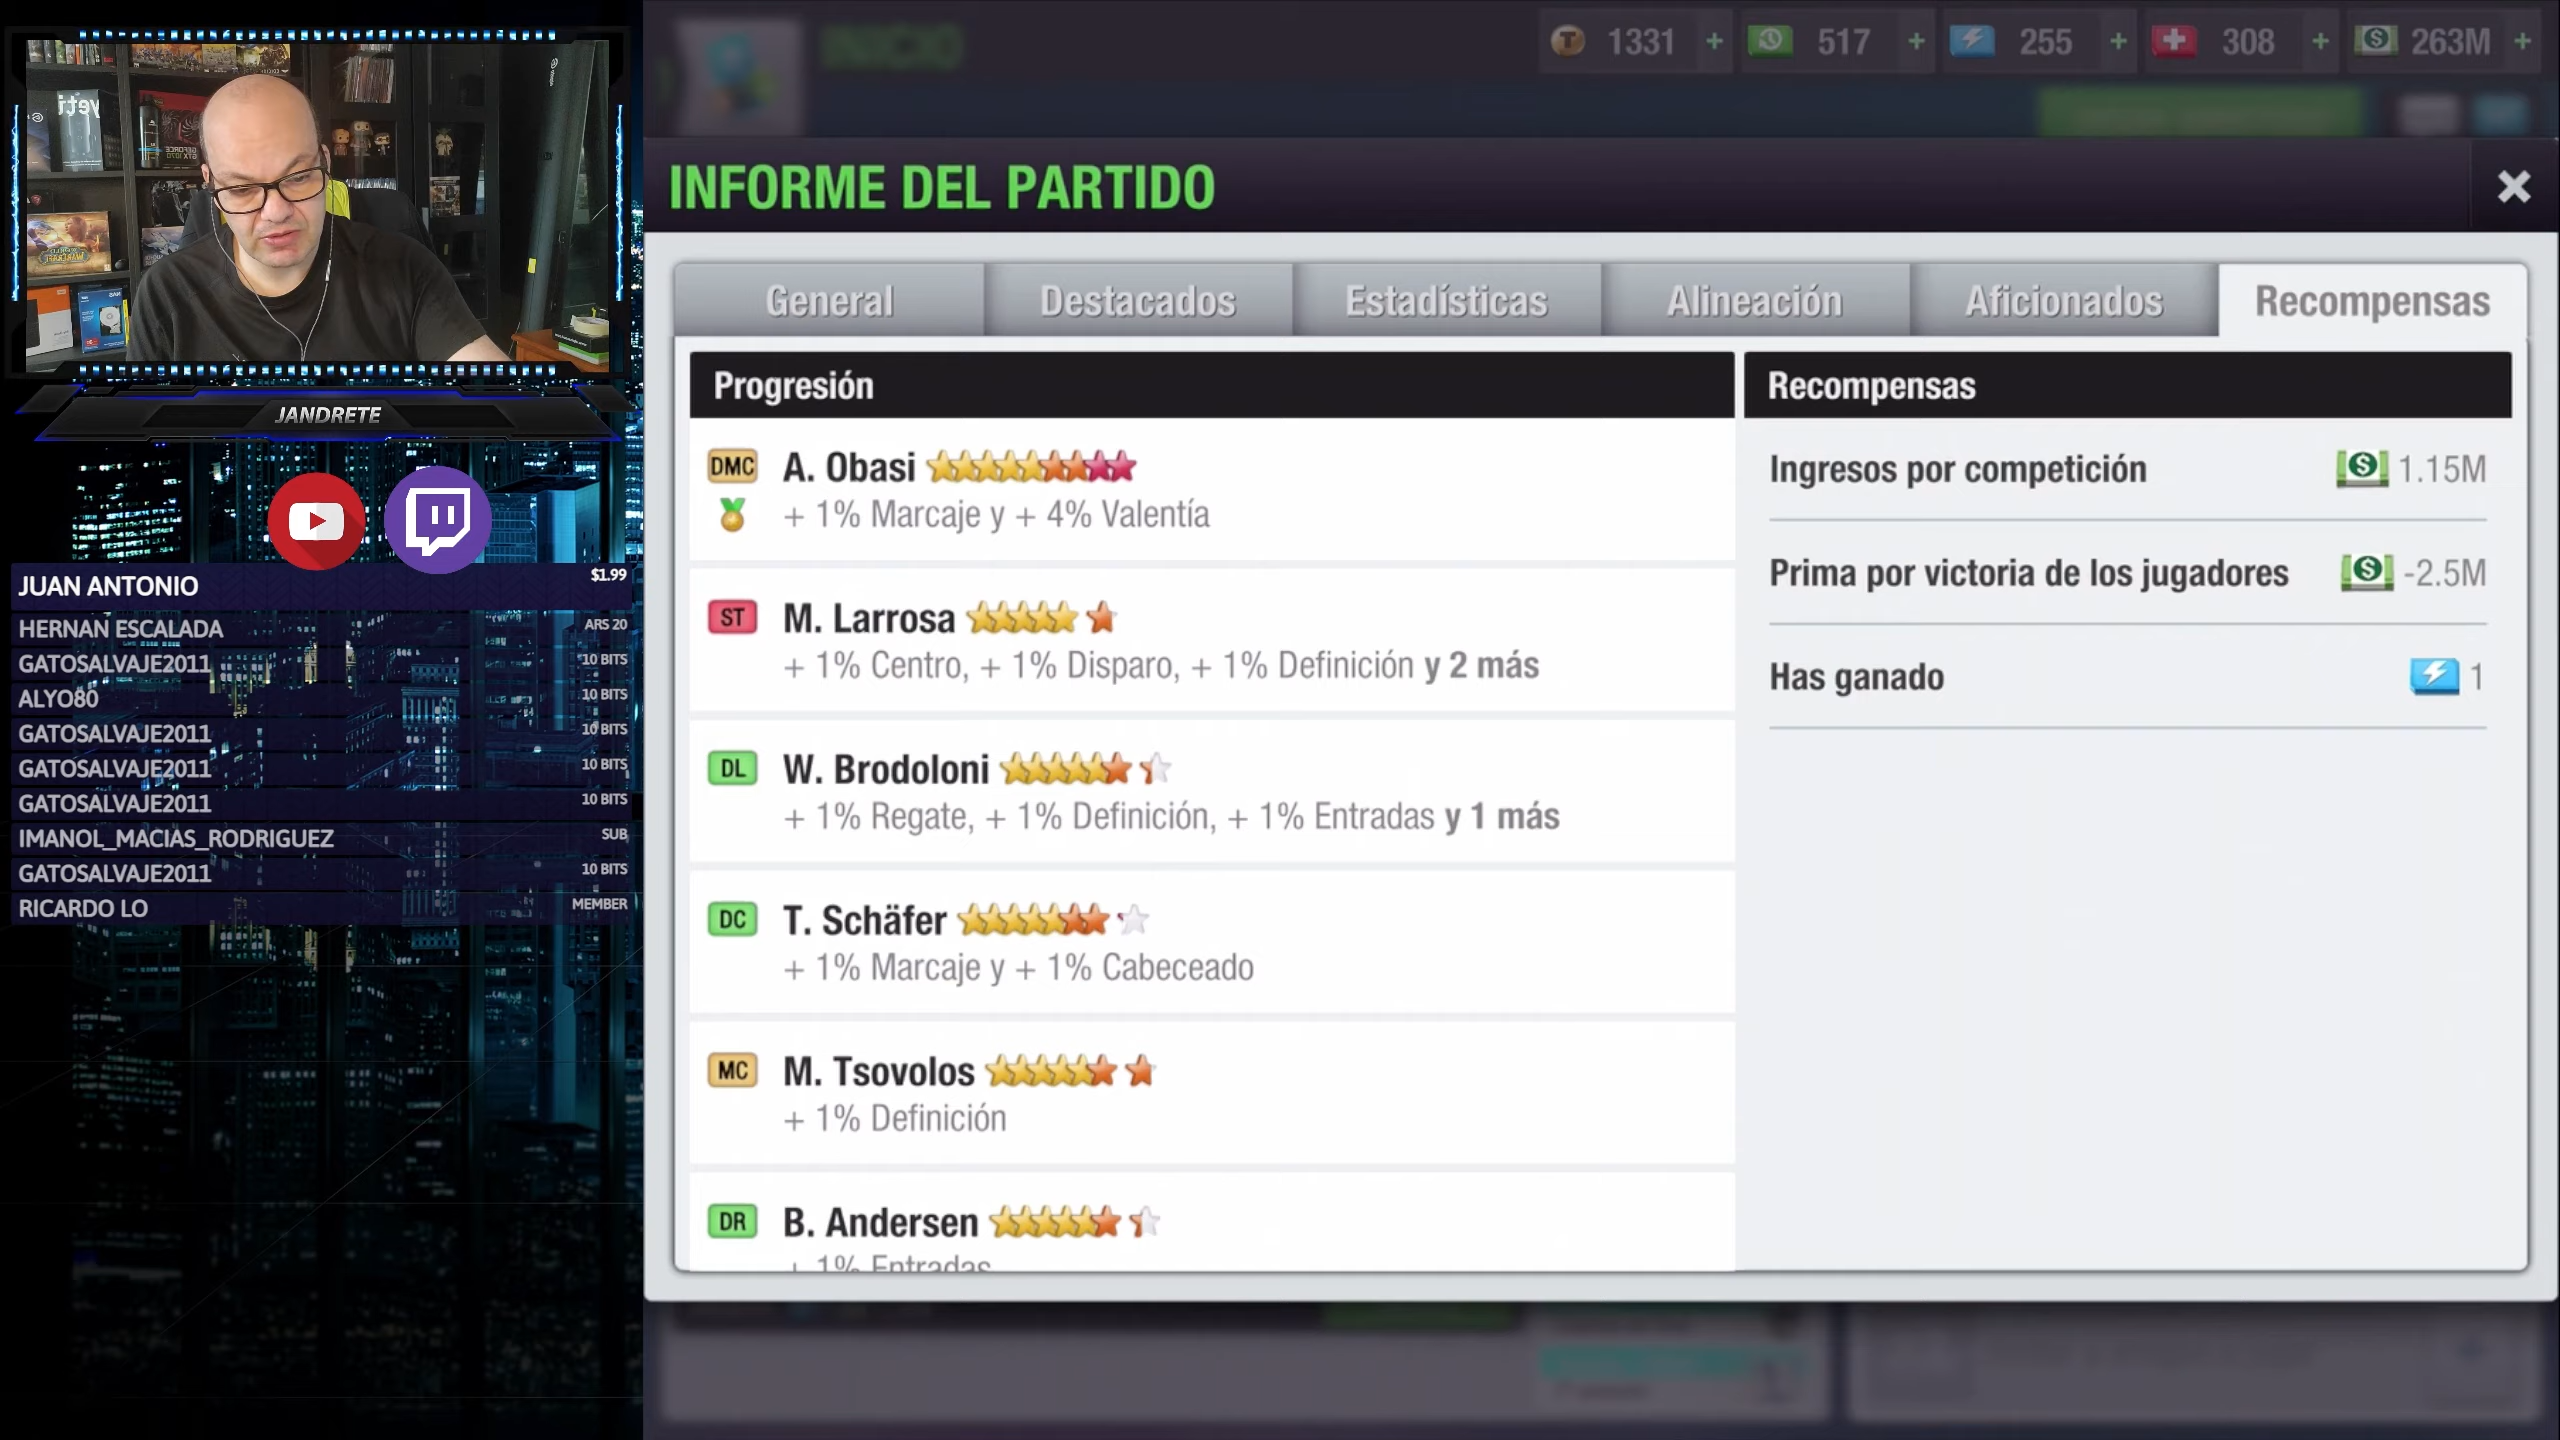 JANDRETE
JUAN ANTONIO $1.99
HERNAN ESCALADA ARS 20
GATOSALVAJE2011 10 BITS
ALYO80 10 BITS
GATOSALVAJE2011 10 BITS
GATOSALVAJE2011 10 BITS
GATOSALVAJE2011 10 BITS
IMANOL_MACIAS_RODRIGUEZ SUB
GATOSALVAJE2011 10 BITS
RICARDO LO MEMBER
1331 + 517 + 255 + 308 + 263M +
INFORME DEL PARTIDO
General Destacados Estadísticas Alineación Aficionados Recompensas
Progresión
DMC A. Obasi
+ 1% Marcaje y + 4% Valentía
ST M. Larrosa
+ 1% Centro, + 1% Disparo, + 1% Definición y 2 más
DL W. Brodoloni
+ 1% Regate, + 1% Definición, + 1% Entradas y 1 más
DC T. Schäfer
+ 1% Marcaje y + 1% Cabeceado
MC M. Tsovolos
+ 1% Definición
DR B. Andersen
+ 1% Entradas
Recompensas
Ingresos por competición 1.15M
Prima por victoria de los jugadores -2.5M
Has ganado 1